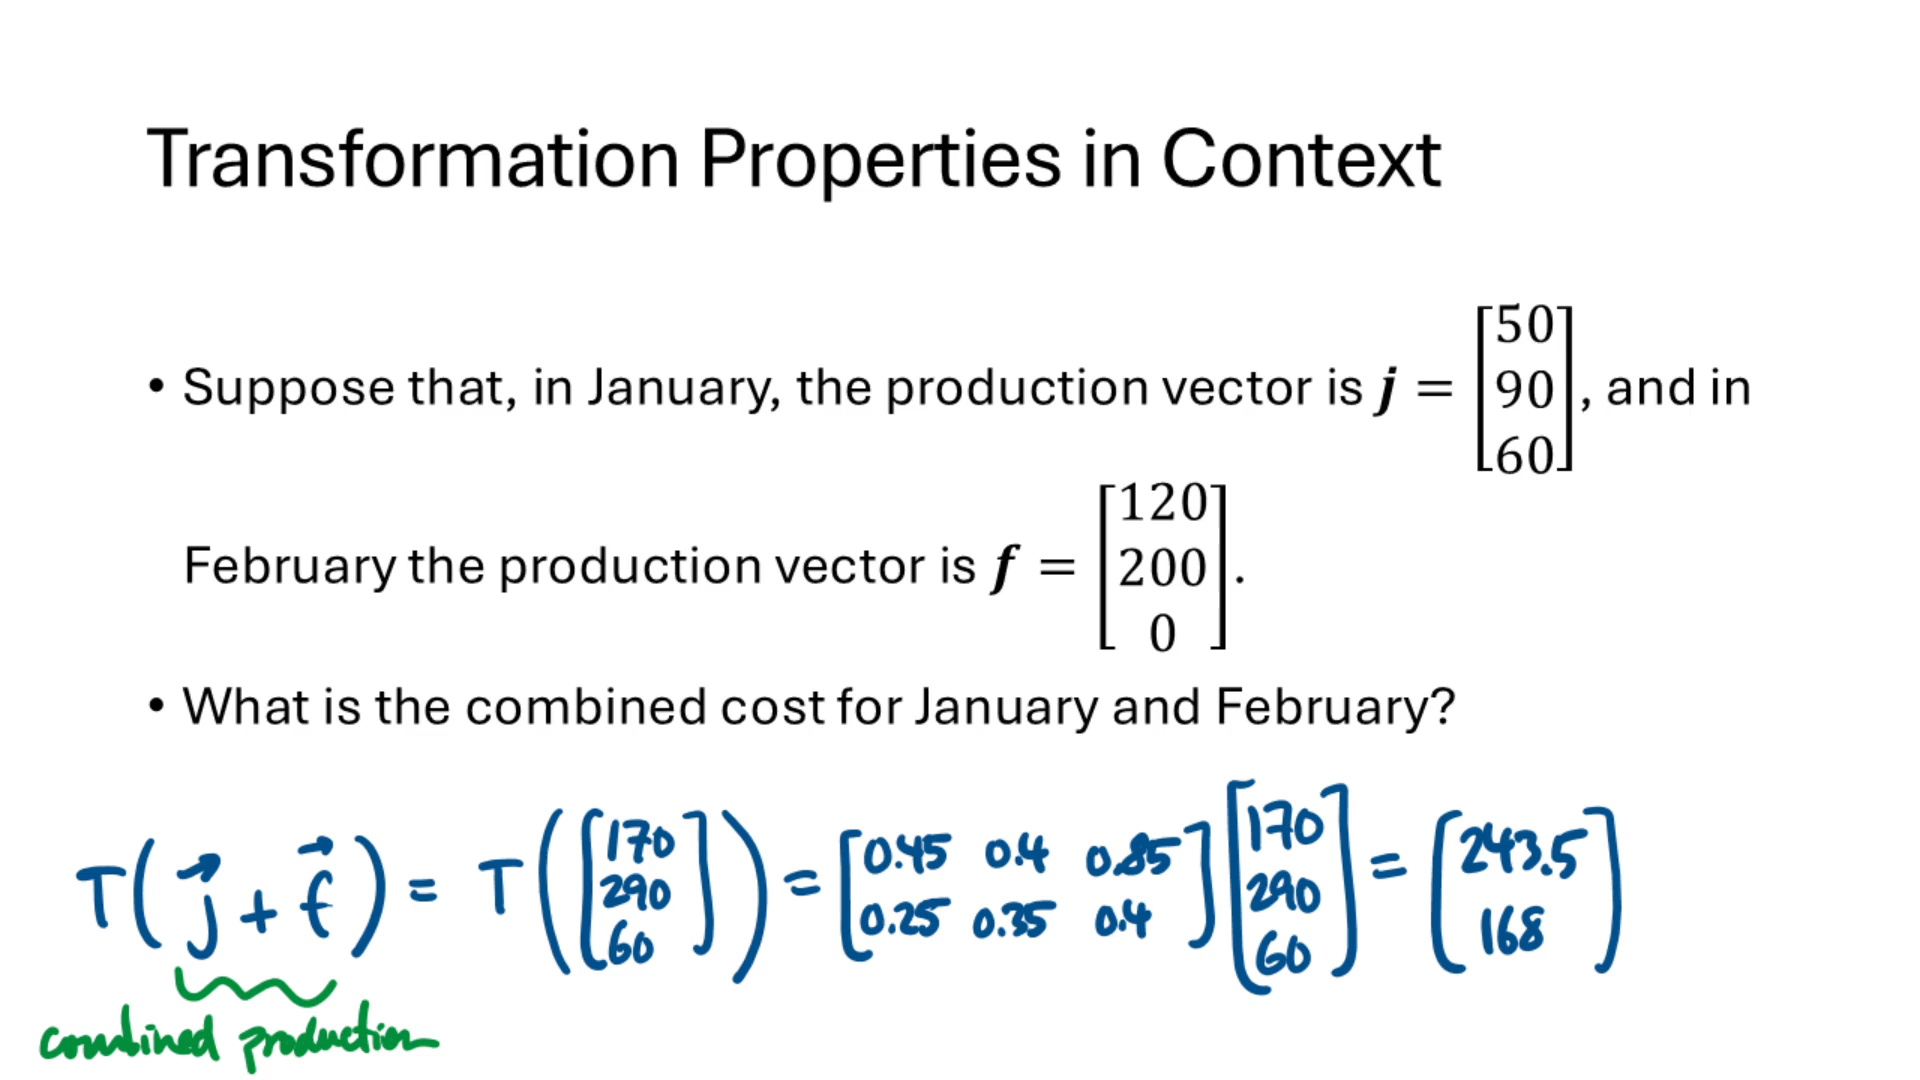 Transformation Properties in Context
• Suppose that, in January, the production vector is j = [50 90 60], and in
February the production vector is f = [120 200 0].
• What is the combined cost for January and February?
T(j⃗ + f⃗) = T([170 290 60]) = [0.45 0.4 0.85 0.25 0.35 0.4] [170 290 60] = [243.5 168]
combined production